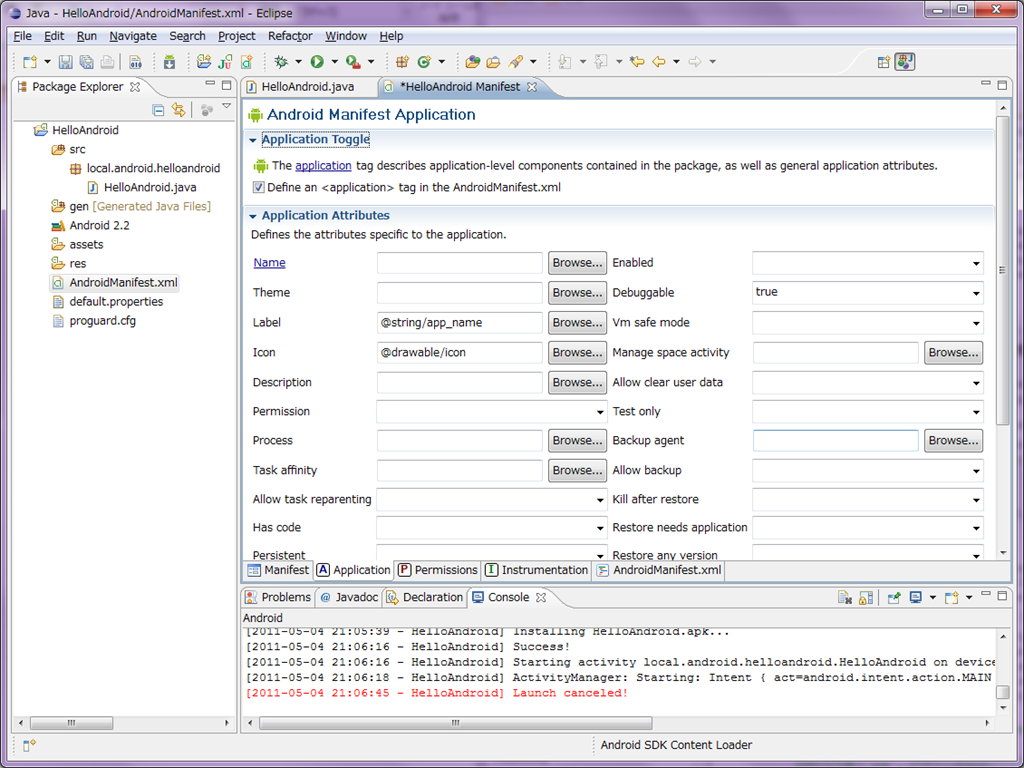 Java - HelloAndroid/AndroidManifest.xml - Eclipse
File Edit Run Navigate Search Project Refactor Window Help
Package Explorer
HelloAndroid
src
local.android.helloandroid
HelloAndroid.java
gen [Generated Java Files]
Android 2.2
assets
res
AndroidManifest.xml
default.properties
proguard.cfg
HelloAndroid.java *HelloAndroid Manifest
Android Manifest Application
Application Toggle
The application tag describes application-level components contained in the package, as well as general application attributes.
Define an <application> tag in the AndroidManifest.xml
Application Attributes
Defines the attributes specific to the application.
Name Browse... Enabled
Theme Browse... Debuggable true
Label @string/app_name Browse... Vm safe mode
Icon @drawable/icon Browse... Manage space activity Browse...
Description Browse... Allow clear user data
Permission Test only
Process Browse... Backup agent Browse...
Task affinity Browse... Allow backup
Allow task reparenting Kill after restore
Has code Restore needs application
Persistent Restore any version
Manifest A Application P Permissions I Instrumentation AndroidManifest.xml
Problems @ Javadoc Declaration Console
Android
[2011-05-04 21:05:39 - HelloAndroid] Installing HelloAndroid.apk...
[2011-05-04 21:06:16 - HelloAndroid] Success!
[2011-05-04 21:06:16 - HelloAndroid] Starting activity local.android.helloandroid.HelloAndroid on device
[2011-05-04 21:06:18 - HelloAndroid] ActivityManager: Starting: Intent { act=android.intent.action.MAIN
[2011-05-04 21:06:45 - HelloAndroid] Launch canceled!
Android SDK Content Loader